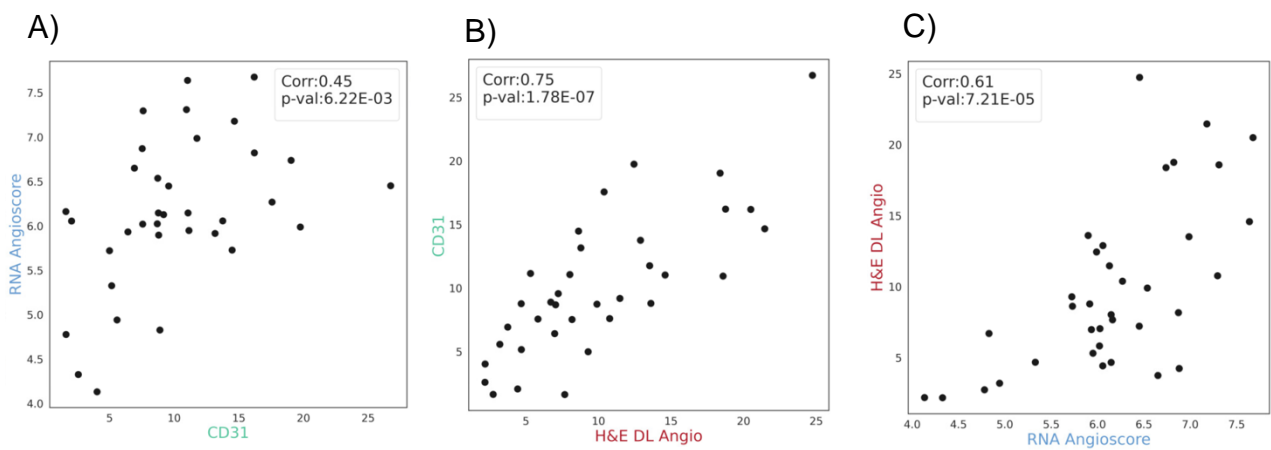 A)
B)
C)
Corr:0.45
p-val:6.22E-03
7.5
7.0
6.5
6.0
5.5
5.0
4.5
4.0
RNA Angioscore
5 10 15 20 25
CD31
Corr:0.75
p-val:1.78E-07
25
20
15
10
5
CD31
5 10 15 20 25
H&E DL Angio
Corr:0.61
p-val:7.21E-05
25
20
15
10
5
H&E DL Angio
4.0 4.5 5.0 5.5 6.0 6.5 7.0 7.5
RNA Angioscore